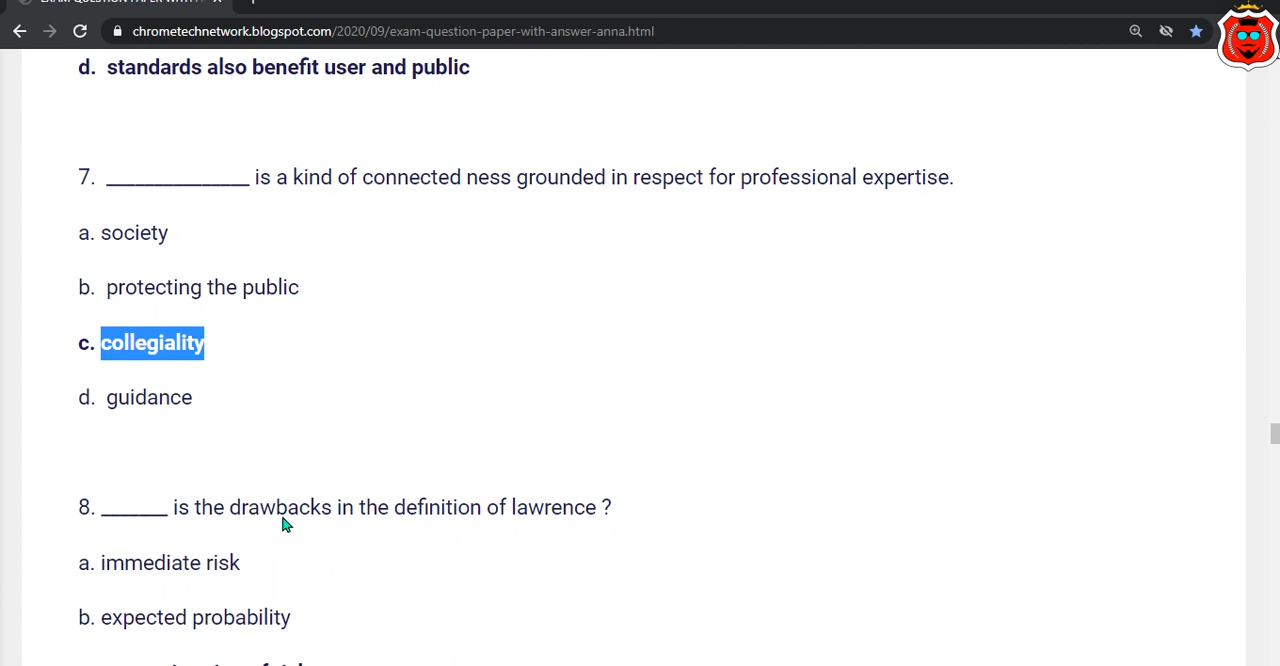 chrometechnetwork.blogspot.com/2020/09/exam-question-paper-with-answer-anna.html
d. standards also benefit user and public
7. ________________ is a kind of connected ness grounded in respect for professional expertise.
a. society
b. protecting the public
c. collegiality
d. guidance
8. _______ is the drawbacks in the definition of lawrence ?
a. immediate risk
b. expected probability